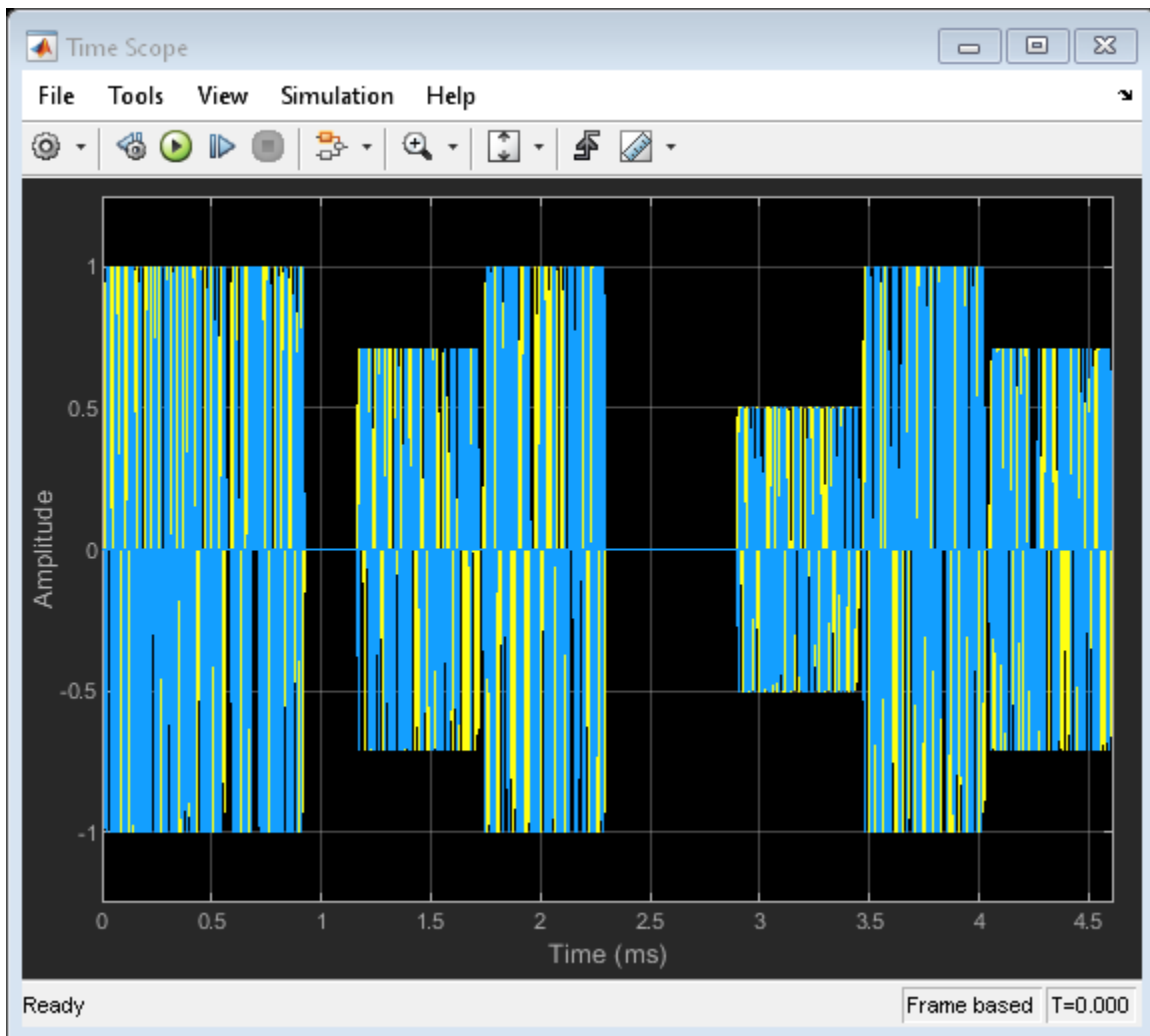 Time Scope
File Tools View Simulation Help
1
0.5
0
-0.5
-1
Amplitude
0 0.5 1 1.5 2 2.5 3 3.5 4 4.5
Time (ms)
Ready Frame based T=0.000